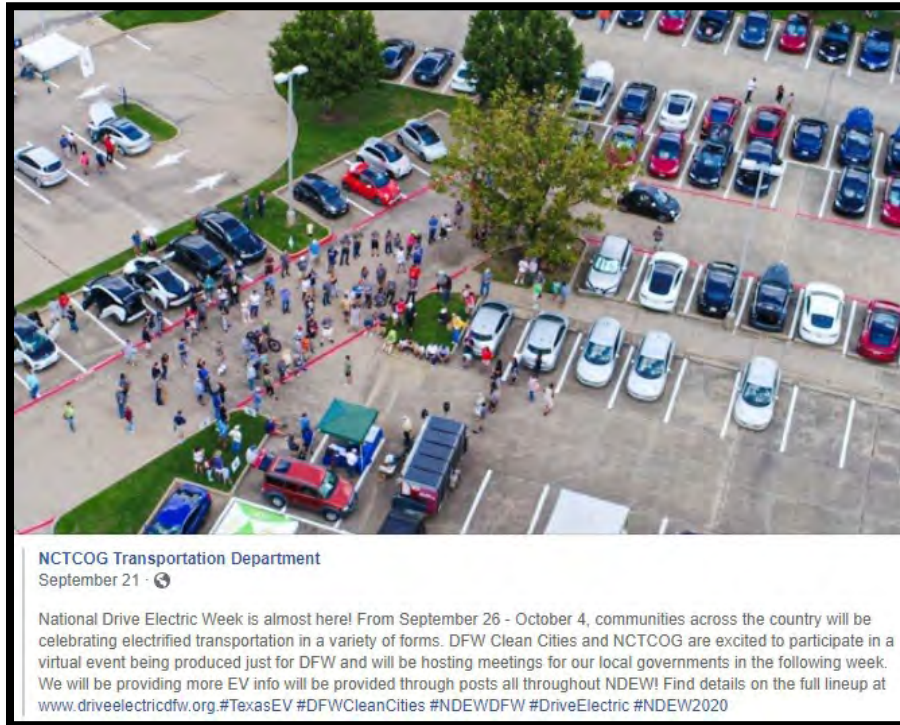 NCTCOG Transportation Department
September 21 ·
National Drive Electric Week is almost here! From September 26 - October 4, communities across the country will be
celebrating electrified transportation in a variety of forms. DFW Clean Cities and NCTCOG are excited to participate in a
virtual event being produced just for DFW and will be hosting meetings for our local governments in the following week.
We will be providing more EV info will be provided through posts all throughout NDEW! Find details on the full lineup at
www.driveelectricdfw.org.#TexasEV #DFWCleanCities #NDEWDFW #DriveElectric #NDEW2020